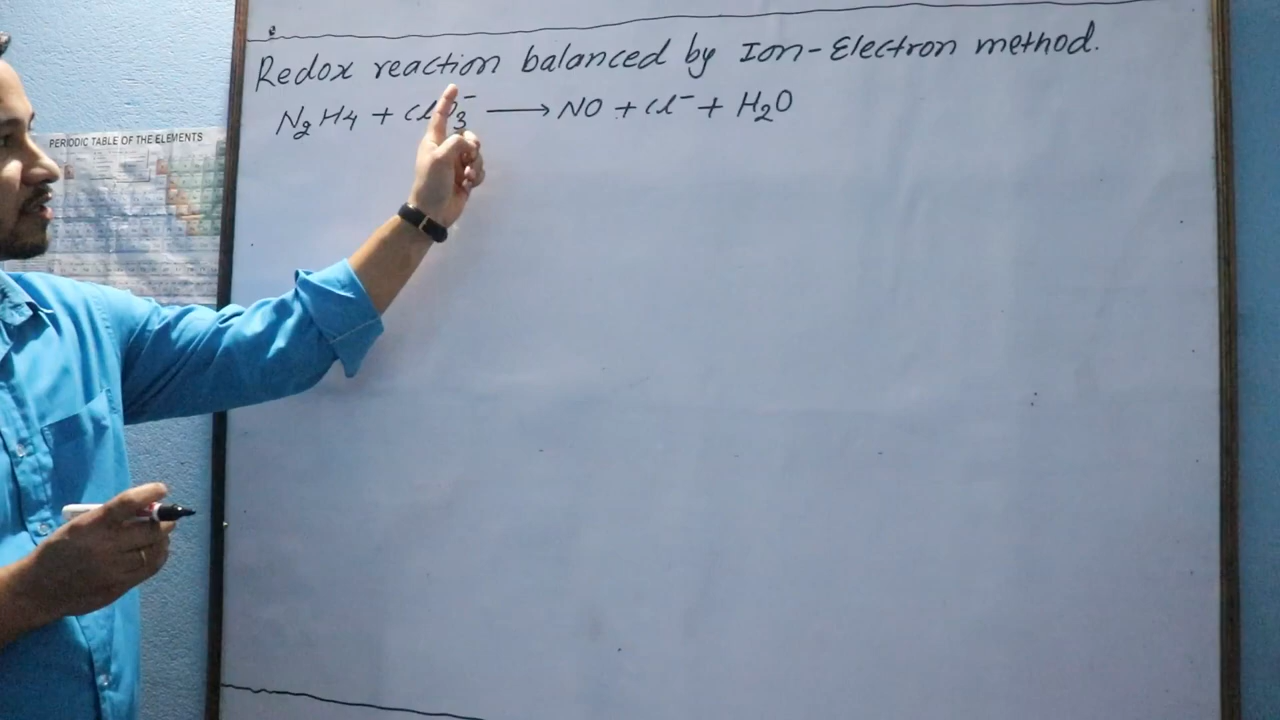 PERIODIC TABLE OF THE ELEMENTS
Redox reaction balanced by Ion-Electron method.
N₂H₄ + ClO₃⁻ ⟶ NO + Cl⁻ + H₂O